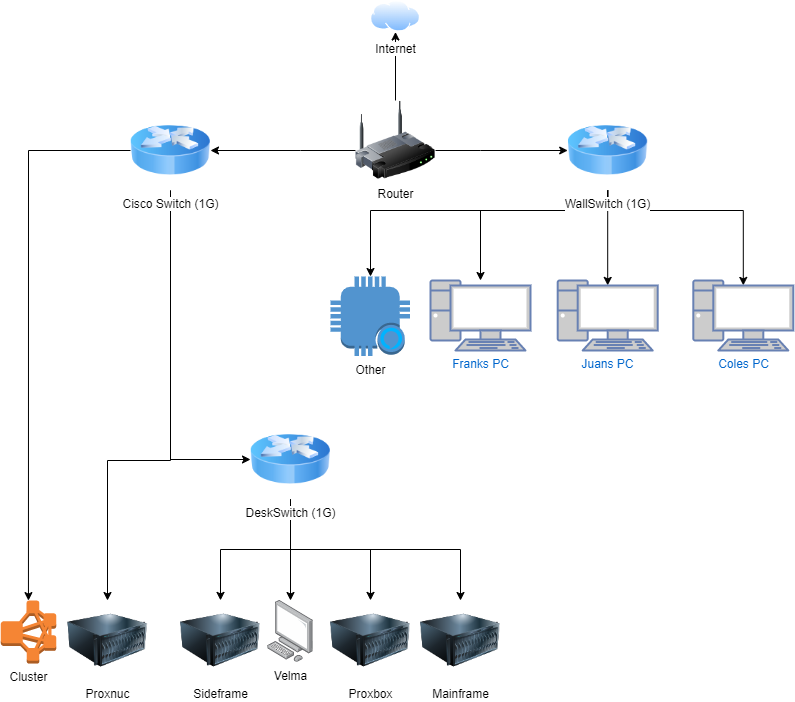 Internet
Router
Cisco Switch (1G)
WallSwitch (1G)
Other
Franks PC
Juans PC
Coles PC
DeskSwitch (1G)
Cluster
Proxnuc
Sideframe
Velma
Proxbox
Mainframe